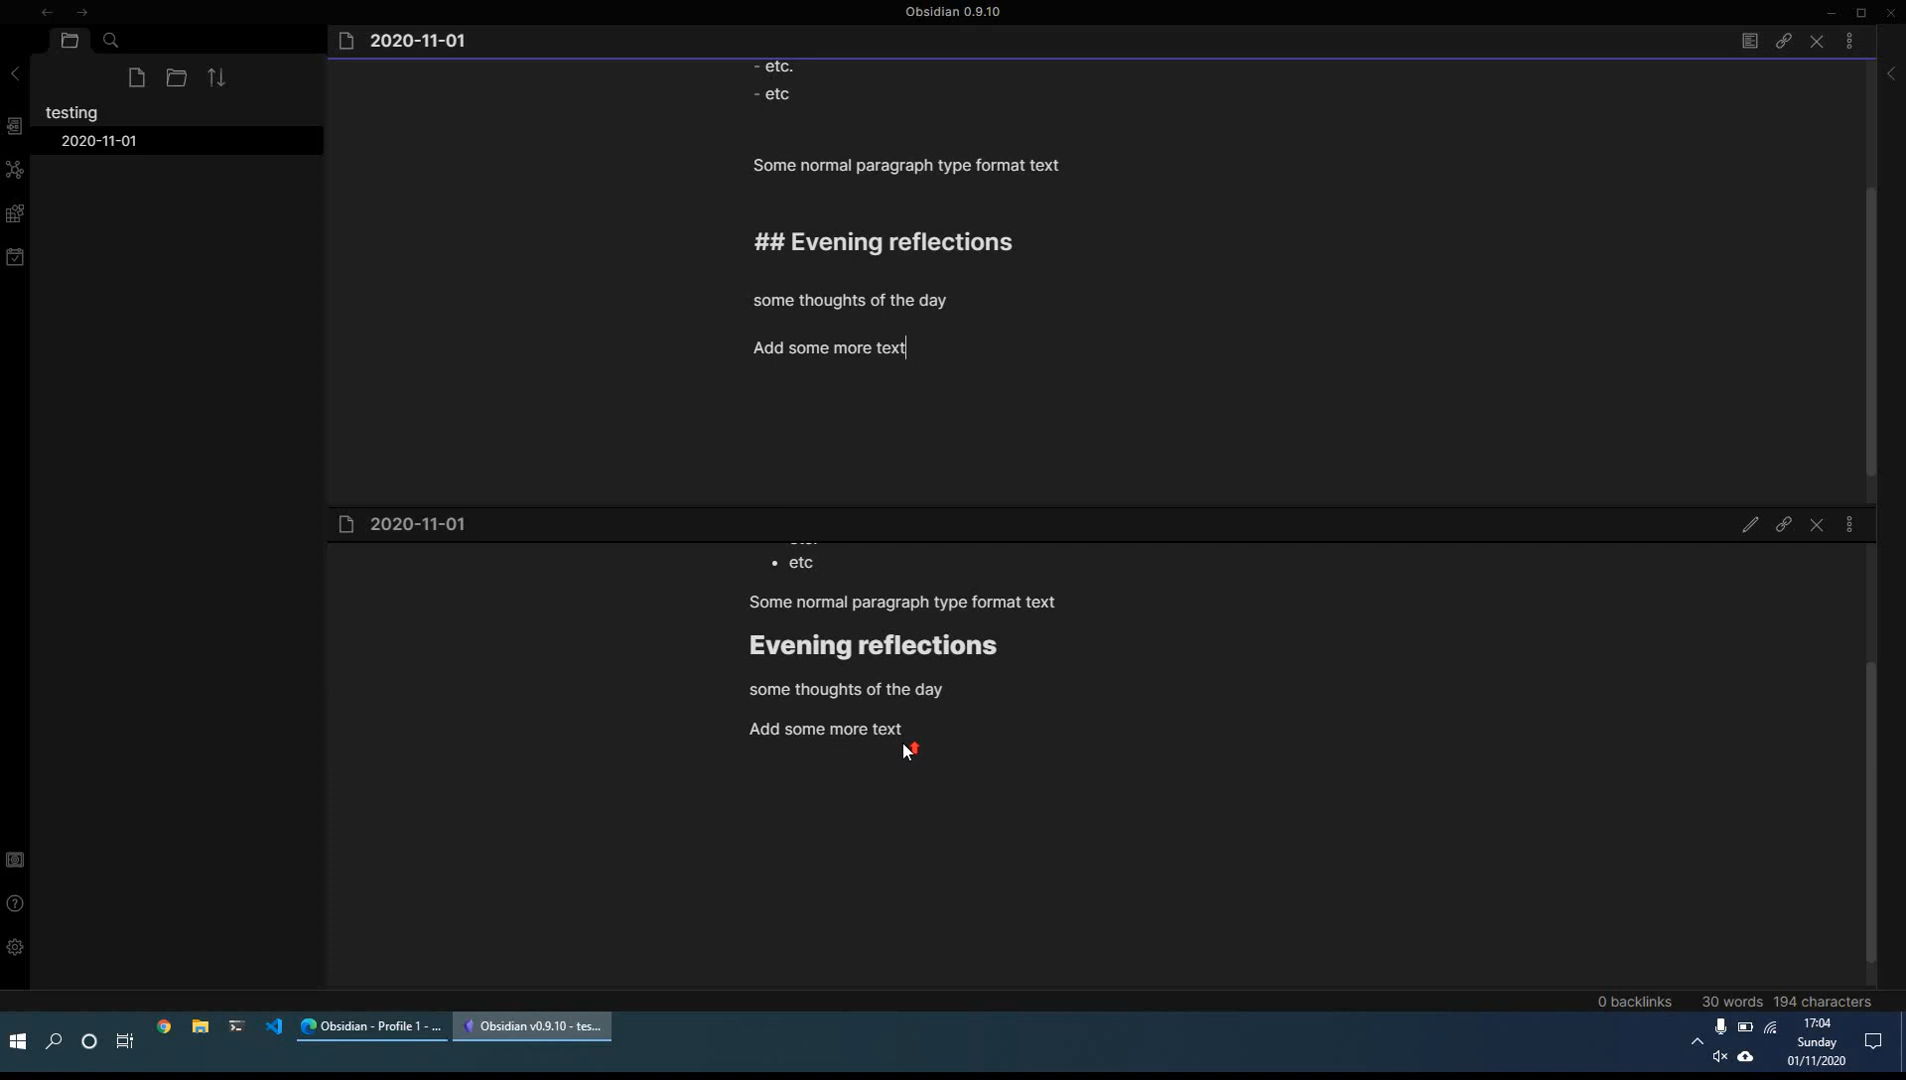 Obsidian 0.9.10
2020-11-01
testing
2020-11-01
- etc.
- etc
Some normal paragraph type format text
## Evening reflections
some thoughts of the day
Add some more text
2020-11-01
etc.
• etc
Some normal paragraph type format text
Evening reflections
some thoughts of the day
Add some more text
0 backlinks 30 words 194 characters
Obsidian - Profile 1 - ...
Obsidian v0.9.10 - tes...
17:04
Sunday
01/11/2020